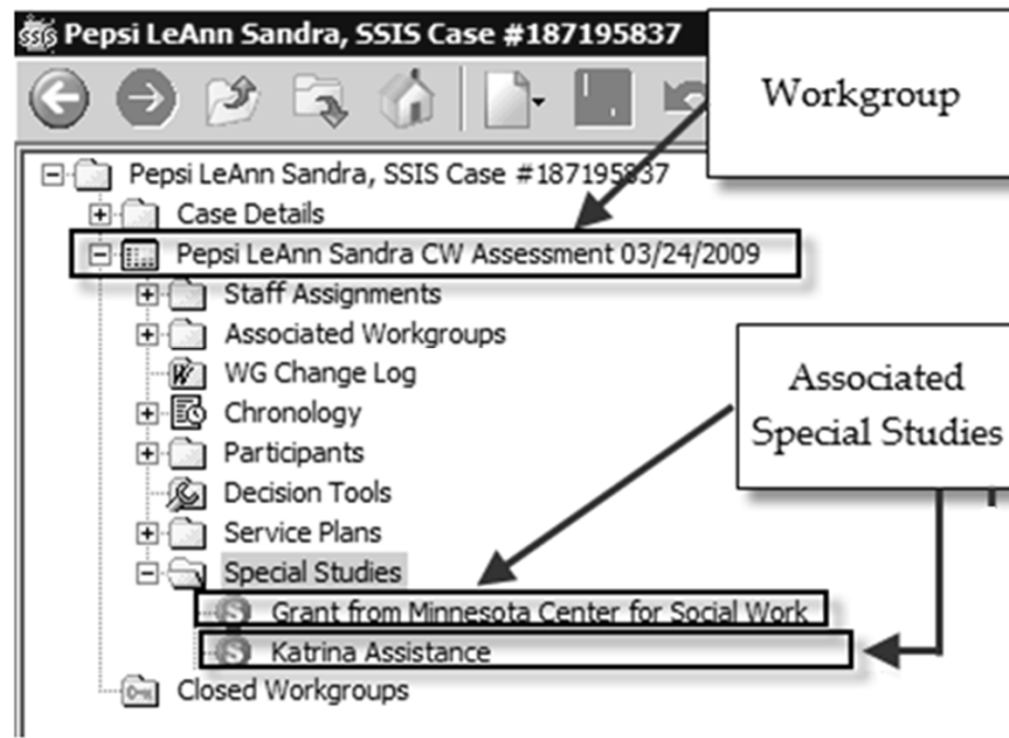 Pepsi LeAnn Sandra, SSIS Case #187195837
Workgroup
Pepsi LeAnn Sandra, SSIS Case #187195837
Case Details
Pepsi LeAnn Sandra CW Assessment 03/24/2009
Staff Assignments
Associated Workgroups
WG Change Log
Chronology
Participants
Decision Tools
Service Plans
Special Studies
Grant from Minnesota Center for Social Work
Katrina Assistance
Closed Workgroups
Associated
Special Studies